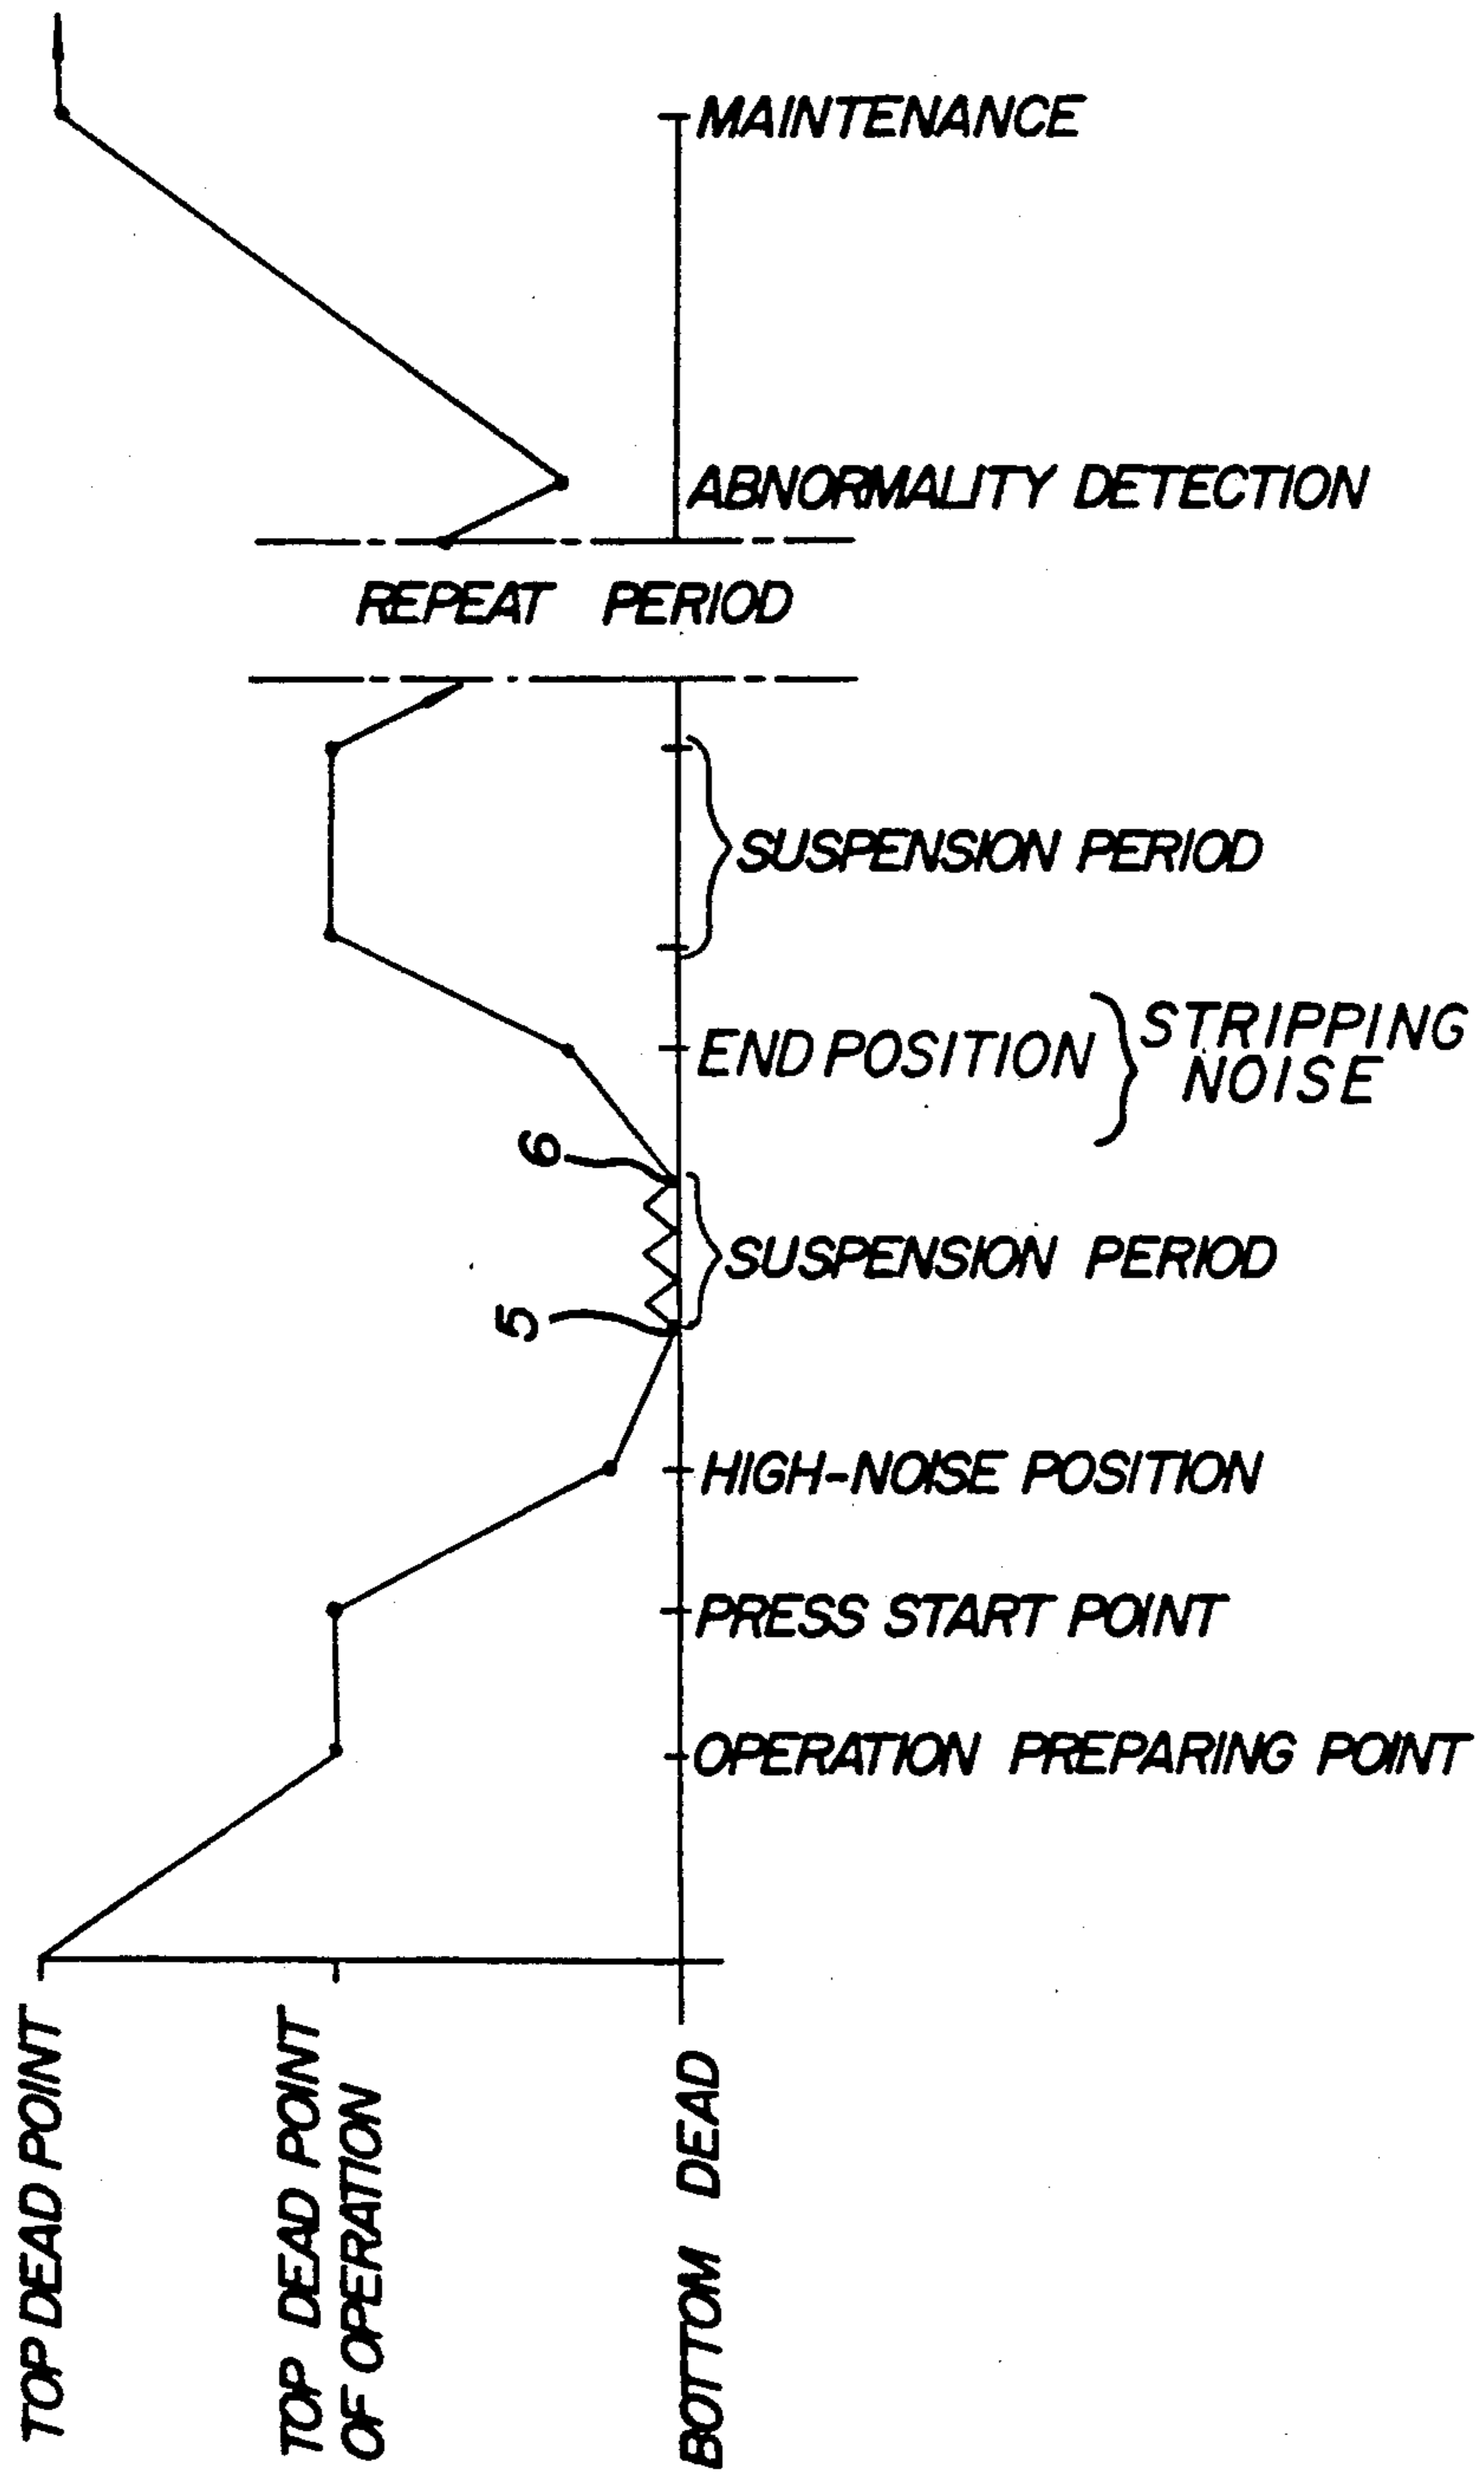 MAINTENANCE
ABNORMALITY DETECTION
REPEAT PERIOD
SUSPENSION PERIOD
END POSITION
STRIPPING
NOISE
6
SUSPENSION PERIOD
5
HIGH-NOISE POSITION
PRESS START POINT
OPERATION PREPARING POINT
TOP DEAD POINT
TOP DEAD POINT
OF OPERATION
BOTTOM DEAD